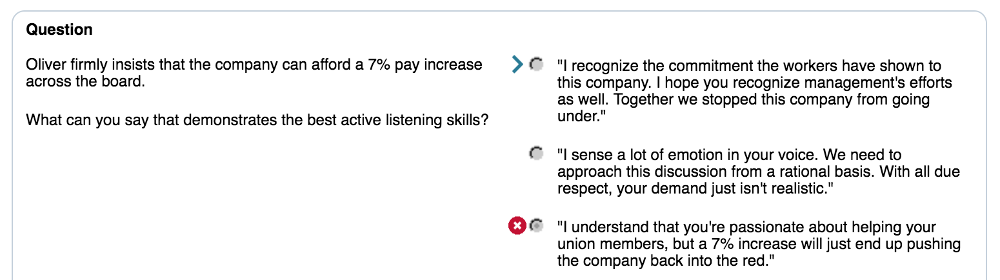 Question
Oliver firmly insists that the company can afford a 7% pay increase
across the board.
What can you say that demonstrates the best active listening skills?
"I recognize the commitment the workers have shown to
this company. I hope you recognize management's efforts
as well. Together we stopped this company from going
under."
"I sense a lot of emotion in your voice. We need to
approach this discussion from a rational basis. With all due
respect, your demand just isn't realistic."
"I understand that you're passionate about helping your
union members, but a 7% increase will just end up pushing
the company back into the red."